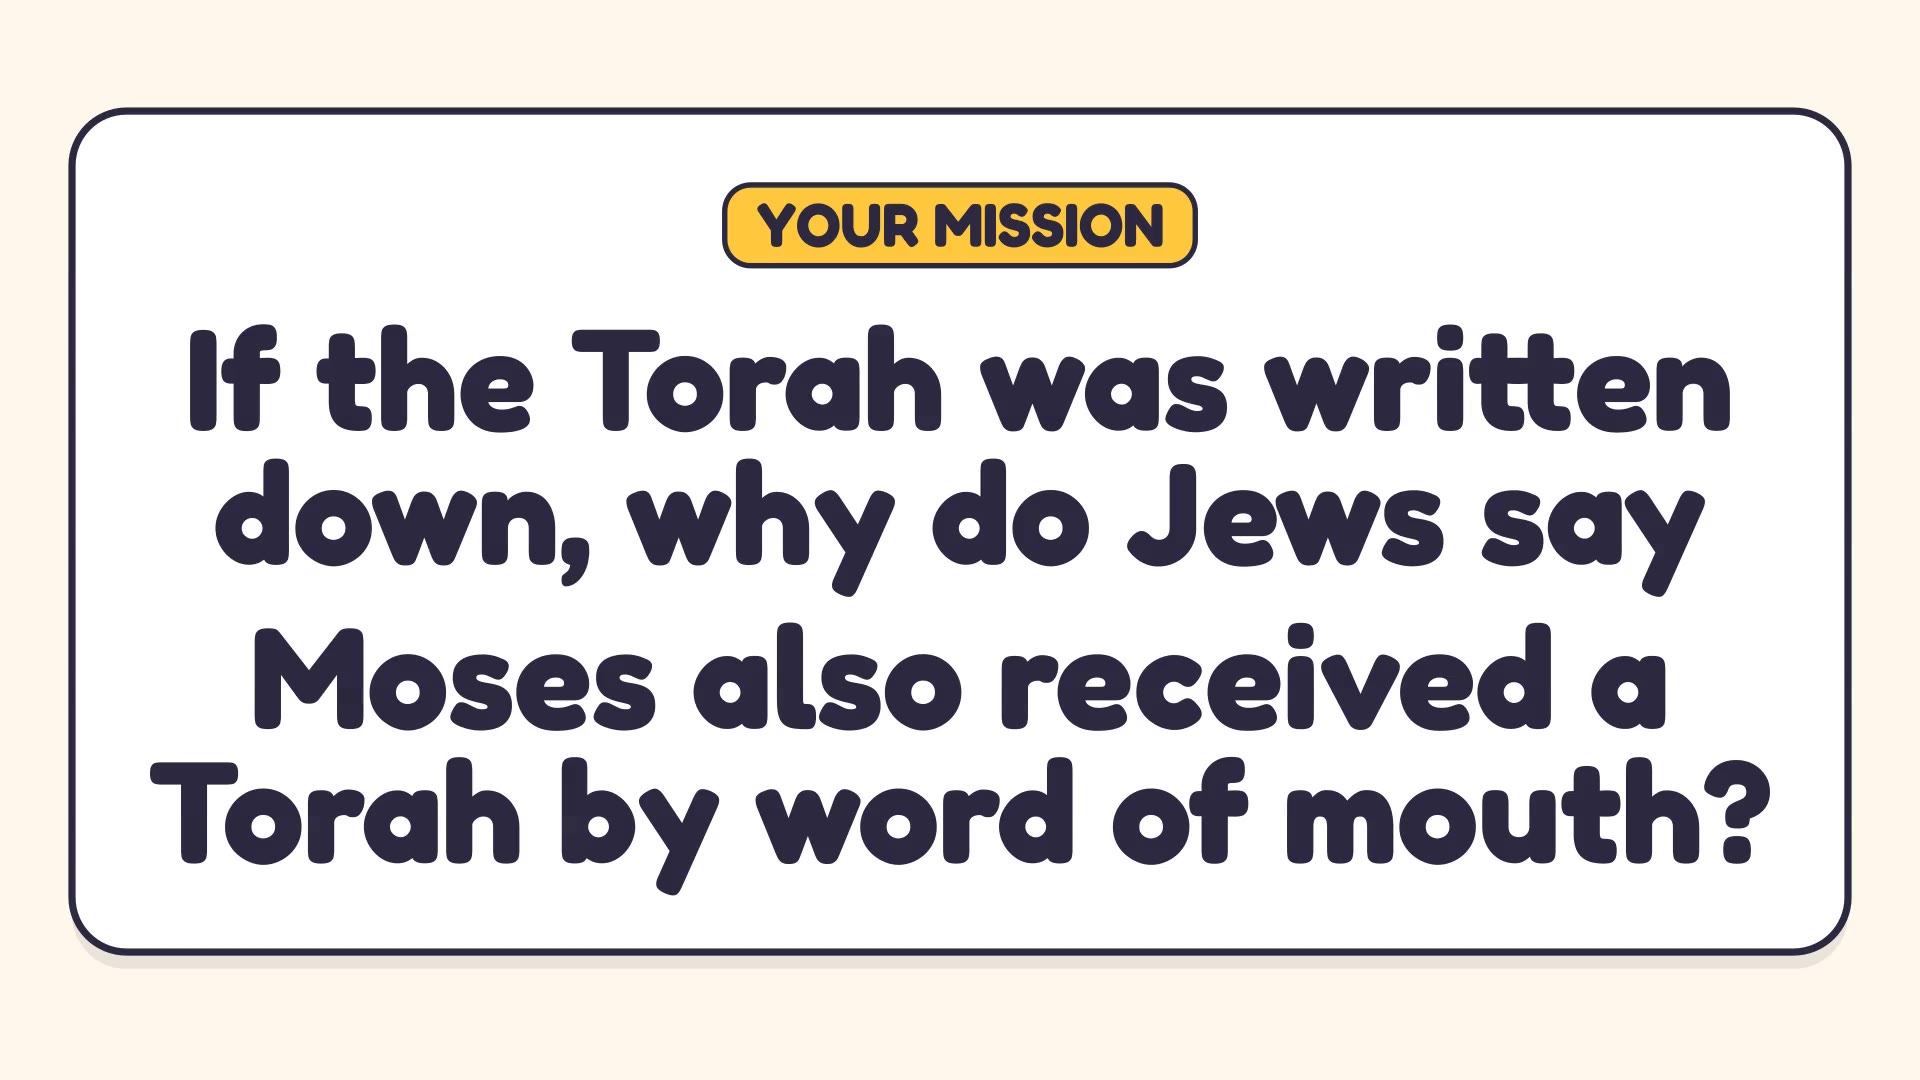 YOUR MISSION
If the Torah was written
down, why do Jews say
Moses also received a
Torah by word of mouth?